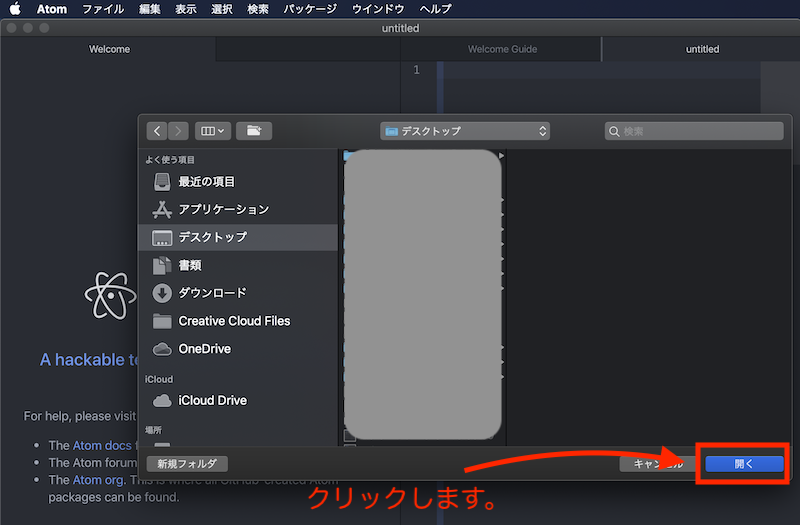 Atom ファイル 編集 表示 選択 検索 パッケージ ウインドウ ヘルプ
untitled
Welcome
Welcome Guide
untitled
1
デスクトップ
検索
よく使う項目
最近の項目
アプリケーション
デスクトップ
書類
ダウンロード
Creative Cloud Files
OneDrive
iCloud
iCloud Drive
場所
A hackable te
For help, please visit
The Atom docs f
The Atom forum
The Atom org. This is where all GitHub-created Atom
packages can be found.
新規フォルダ
キャンセル
開く
クリックします。